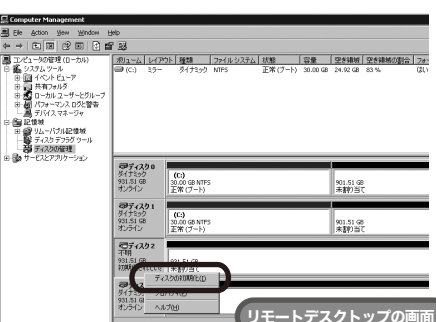 Computer Management
File Action View Window Help
コンピュータの管理 (ローカル)
システム ツール
イベント ビューア
共有フォルダ
ローカル ユーザーとグループ
パフォーマンス ログと警告
デバイス マネージャ
記憶域
リムーバブル記憶域
ディスク デフラグ ツール
ディスクの管理
サービスとアプリケーション
ボリューム レイアウト 種類 ファイル システム 状態 容量 空き領域 空き領域の割合
(C:) ミラー ダイナミック NTFS 正常 (ブート) 30.00 GB 24.92 GB 83 %
ディスク 0
ダイナミック
931.51 GB
オンライン
(C:)
30.00 GB NTFS
正常 (ブート)
901.51 GB
未割り当て
ディスク 1
ダイナミック
931.51 GB
オンライン
(C:)
30.00 GB NTFS
正常 (ブート)
901.51 GB
未割り当て
ディスク 2
不明
931.51 GB
931.51 GB
未割り当て
ディスクの初期化(I)
ヘルプ(H)
931.51
オンライン
リモートデスクトップの画面